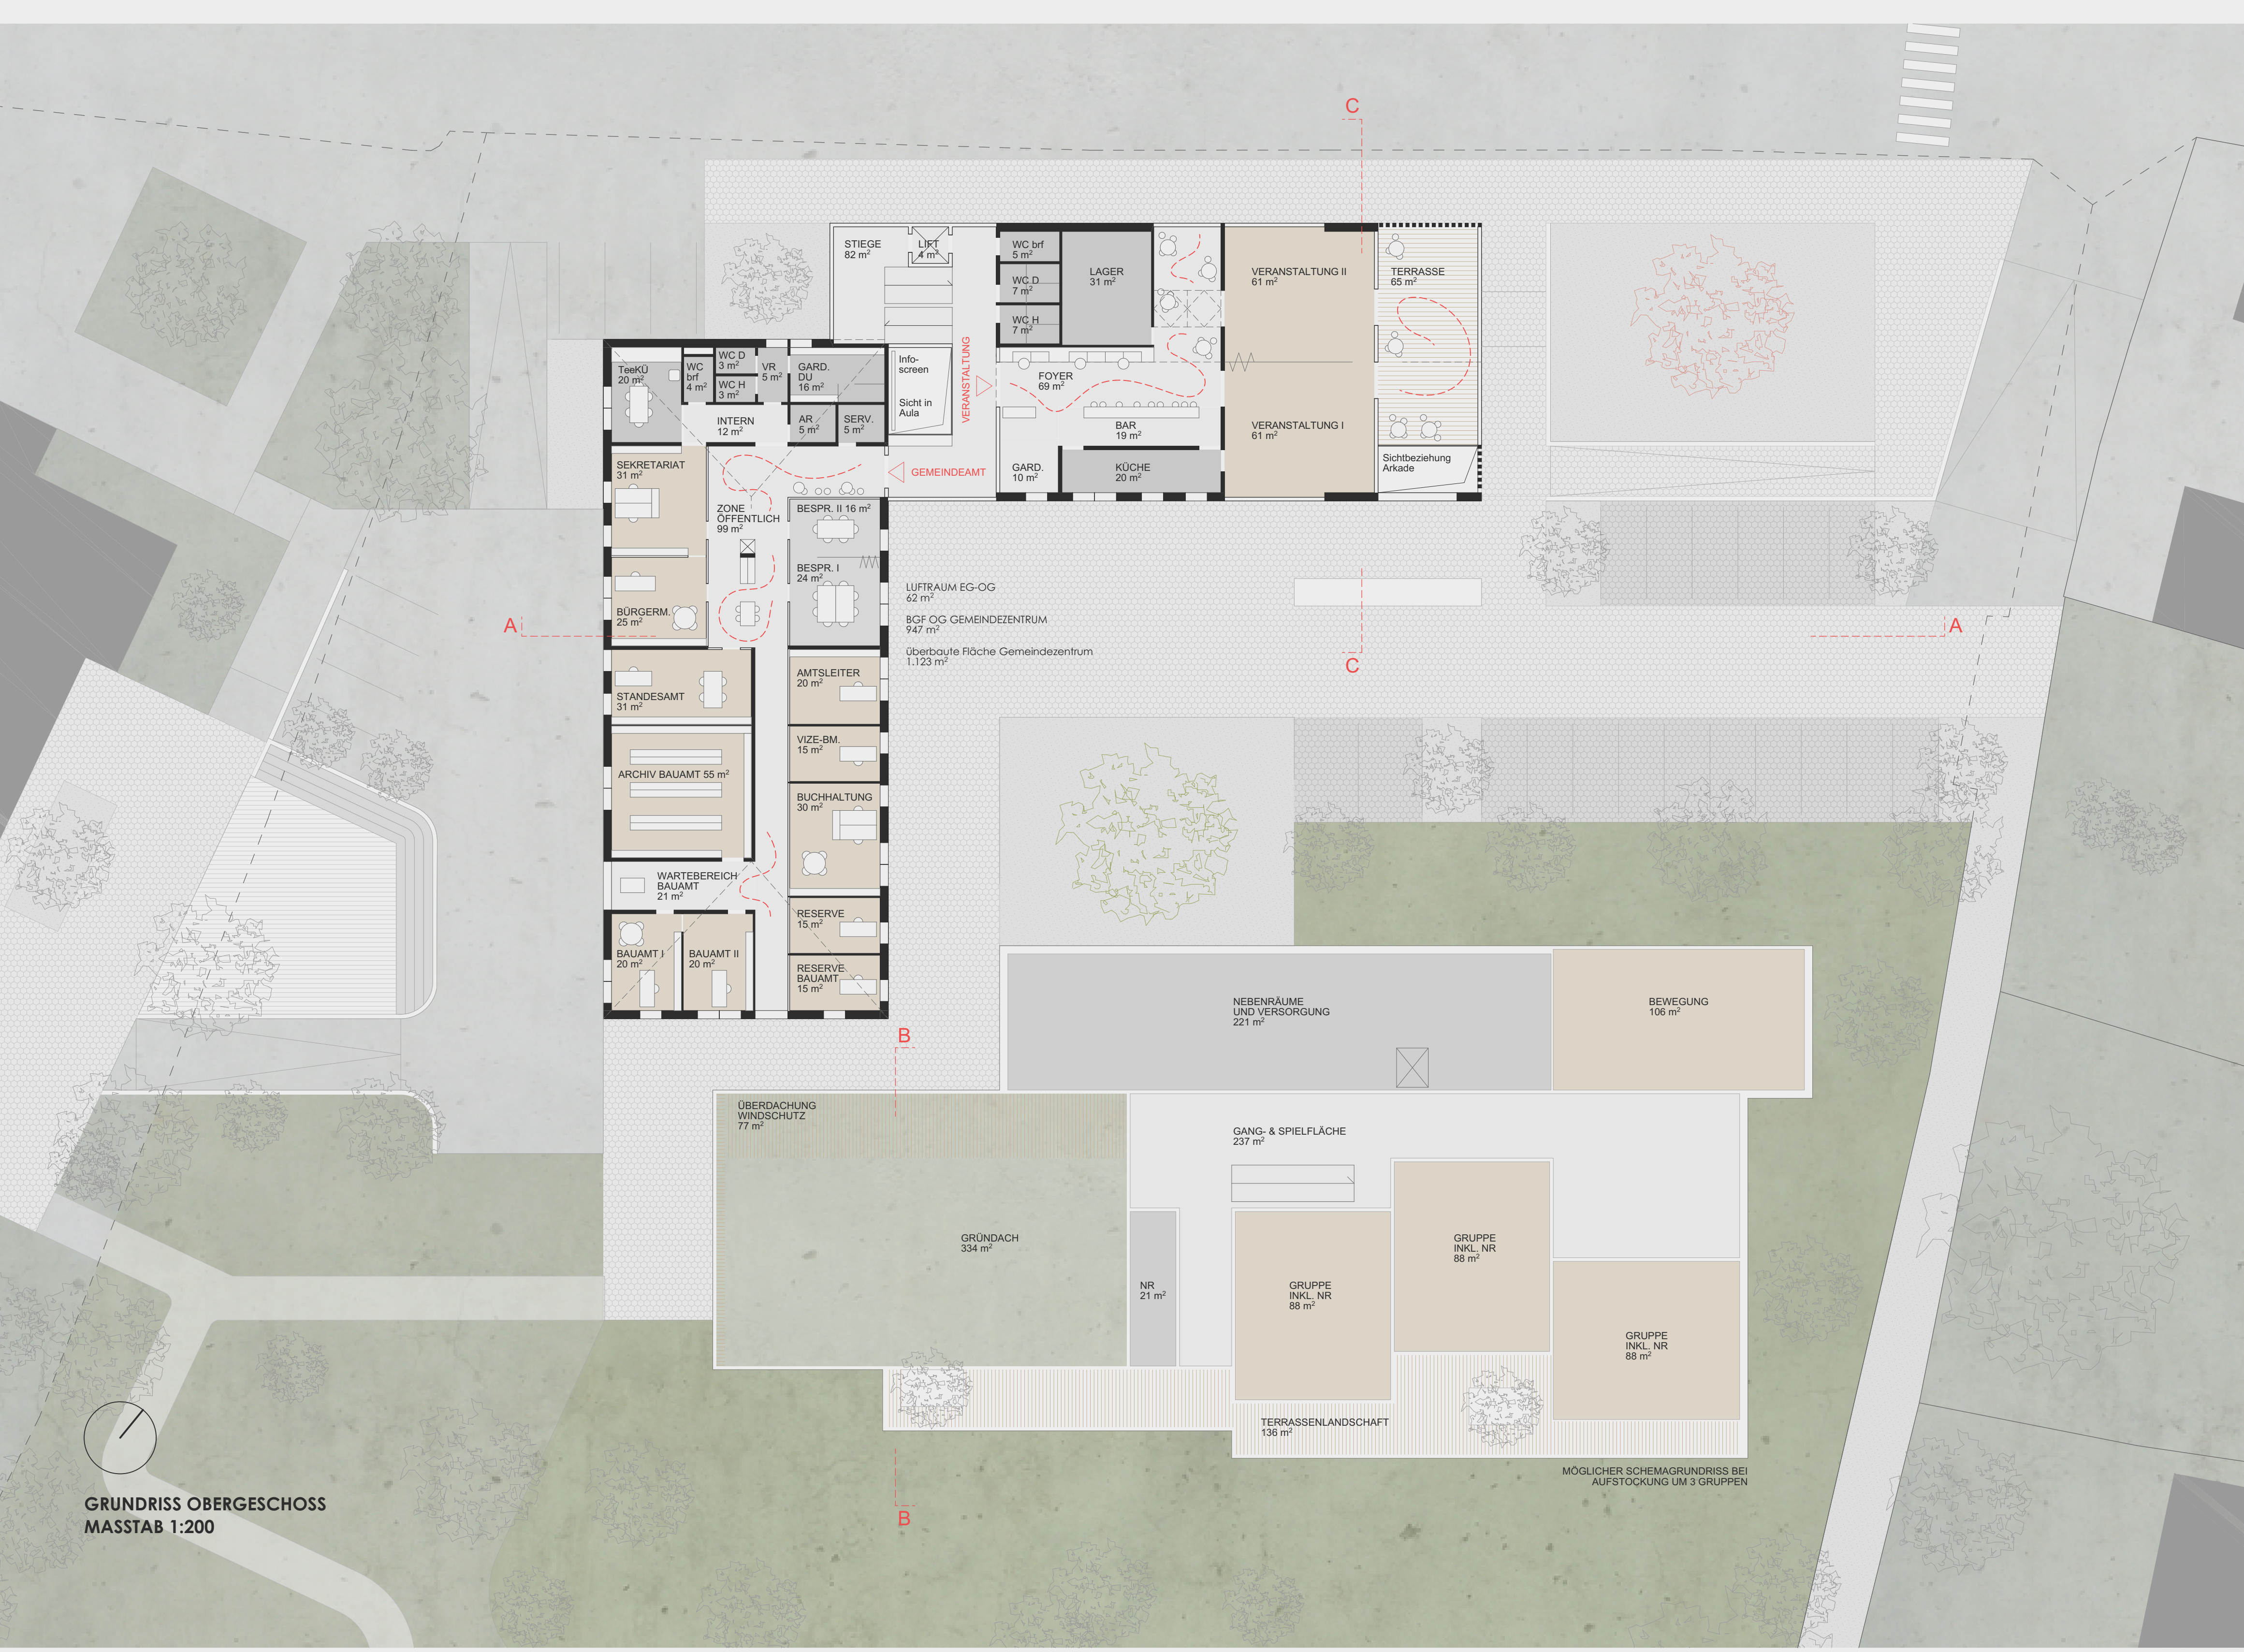 C
STIEGE
82 m²
LIFT
4 m²
WC brf
5 m²
WC D
7 m²
WC H
7 m²
LAGER
31 m²
VERANSTALTUNG II
61 m²
TERRASSE
65 m²
VERANSTALTUNG
Info-
screen
Sicht in
Aula
FOYER
69 m²
BAR
19 m²
VERANSTALTUNG I
61 m²
GARD.
10 m²
KÜCHE
20 m²
Sichtbeziehung
Arkade
GEMEINDEAMT
TeeKÜ
20 m²
WC
brf
4 m²
WC D
3 m²
WC H
3 m²
VR
5 m²
GARD.
DU
16 m²
INTERN
12 m²
AR
5 m²
SERV.
5 m²
SEKRETARIAT
31 m²
ZONE
ÖFFENTLICH
99 m²
BESPR. II 16 m²
BESPR. I
24 m²
BÜRGERM.
25 m²
LUFTRAUM EG-OG
62 m²
BGF OG GEMEINDEZENTRUM
947 m²
überbaute Fläche Gemeindezentrum
1.123 m²
A
A
C
STANDESAMT
31 m²
AMTSLEITER
20 m²
VIZE-BM.
15 m²
ARCHIV BAUAMT 55 m²
BUCHHALTUNG
30 m²
WARTEBEREICH
BAUAMT
21 m²
RESERVE
15 m²
BAUAMT I
20 m²
BAUAMT II
20 m²
RESERVE
BAUAMT
15 m²
B
NEBENRÄUME
UND VERSORGUNG
221 m²
BEWEGUNG
106 m²
ÜBERDACHUNG
WINDSCHUTZ
77 m²
GANG- & SPIELFLÄCHE
237 m²
GRÜNDACH
334 m²
NR
21 m²
GRUPPE
INKL. NR
88 m²
GRUPPE
INKL. NR
88 m²
GRUPPE
INKL. NR
88 m²
TERRASSENLANDSCHAFT
136 m²
MÖGLICHER SCHEMAGRUNDRISS BEI
AUFSTOCKUNG UM 3 GRUPPEN
B
GRUNDRISS OBERGESCHOSS
MASSTAB 1:200